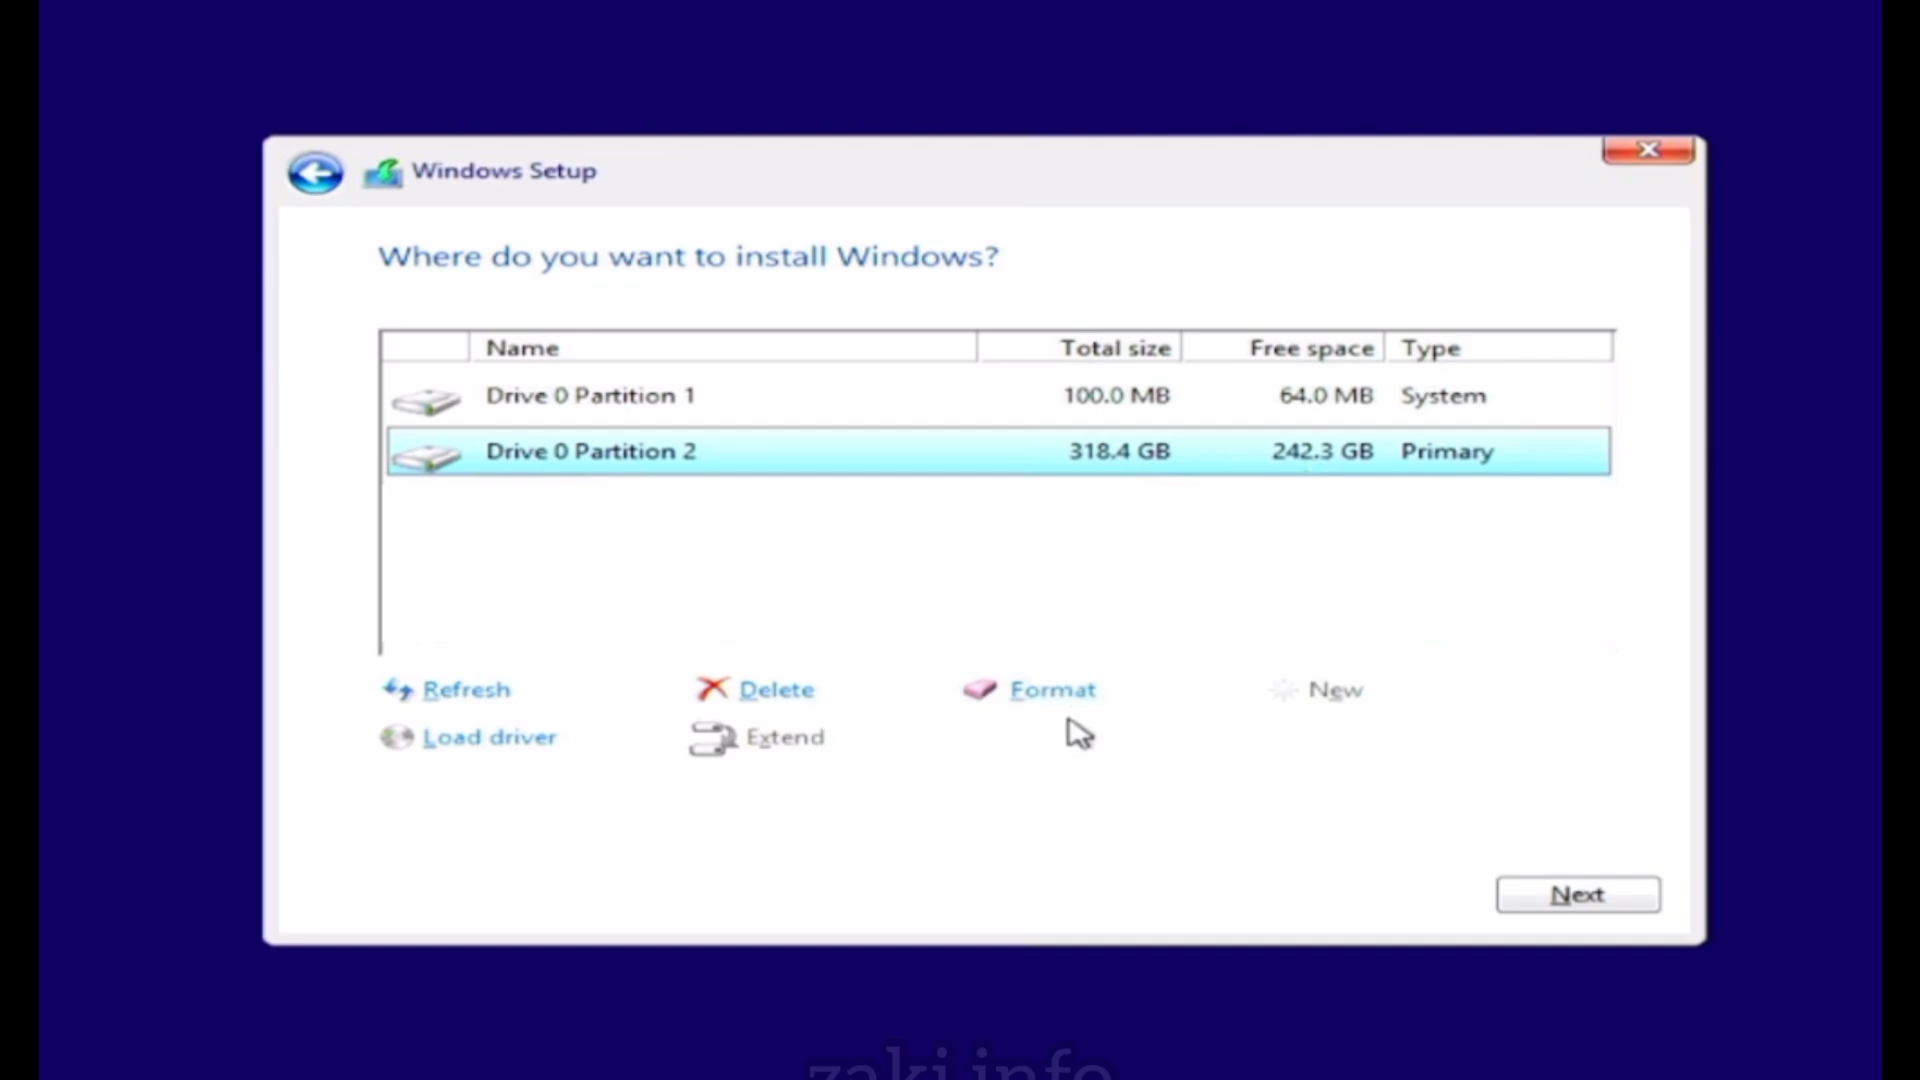 Windows Setup
Where do you want to install Windows?
Name Total size Free space Type
Drive 0 Partition 1 100.0 MB 64.0 MB System
Drive 0 Partition 2 318.4 GB 242.3 GB Primary
Refresh Delete Format New
Load driver Extend
Next
zaki.info